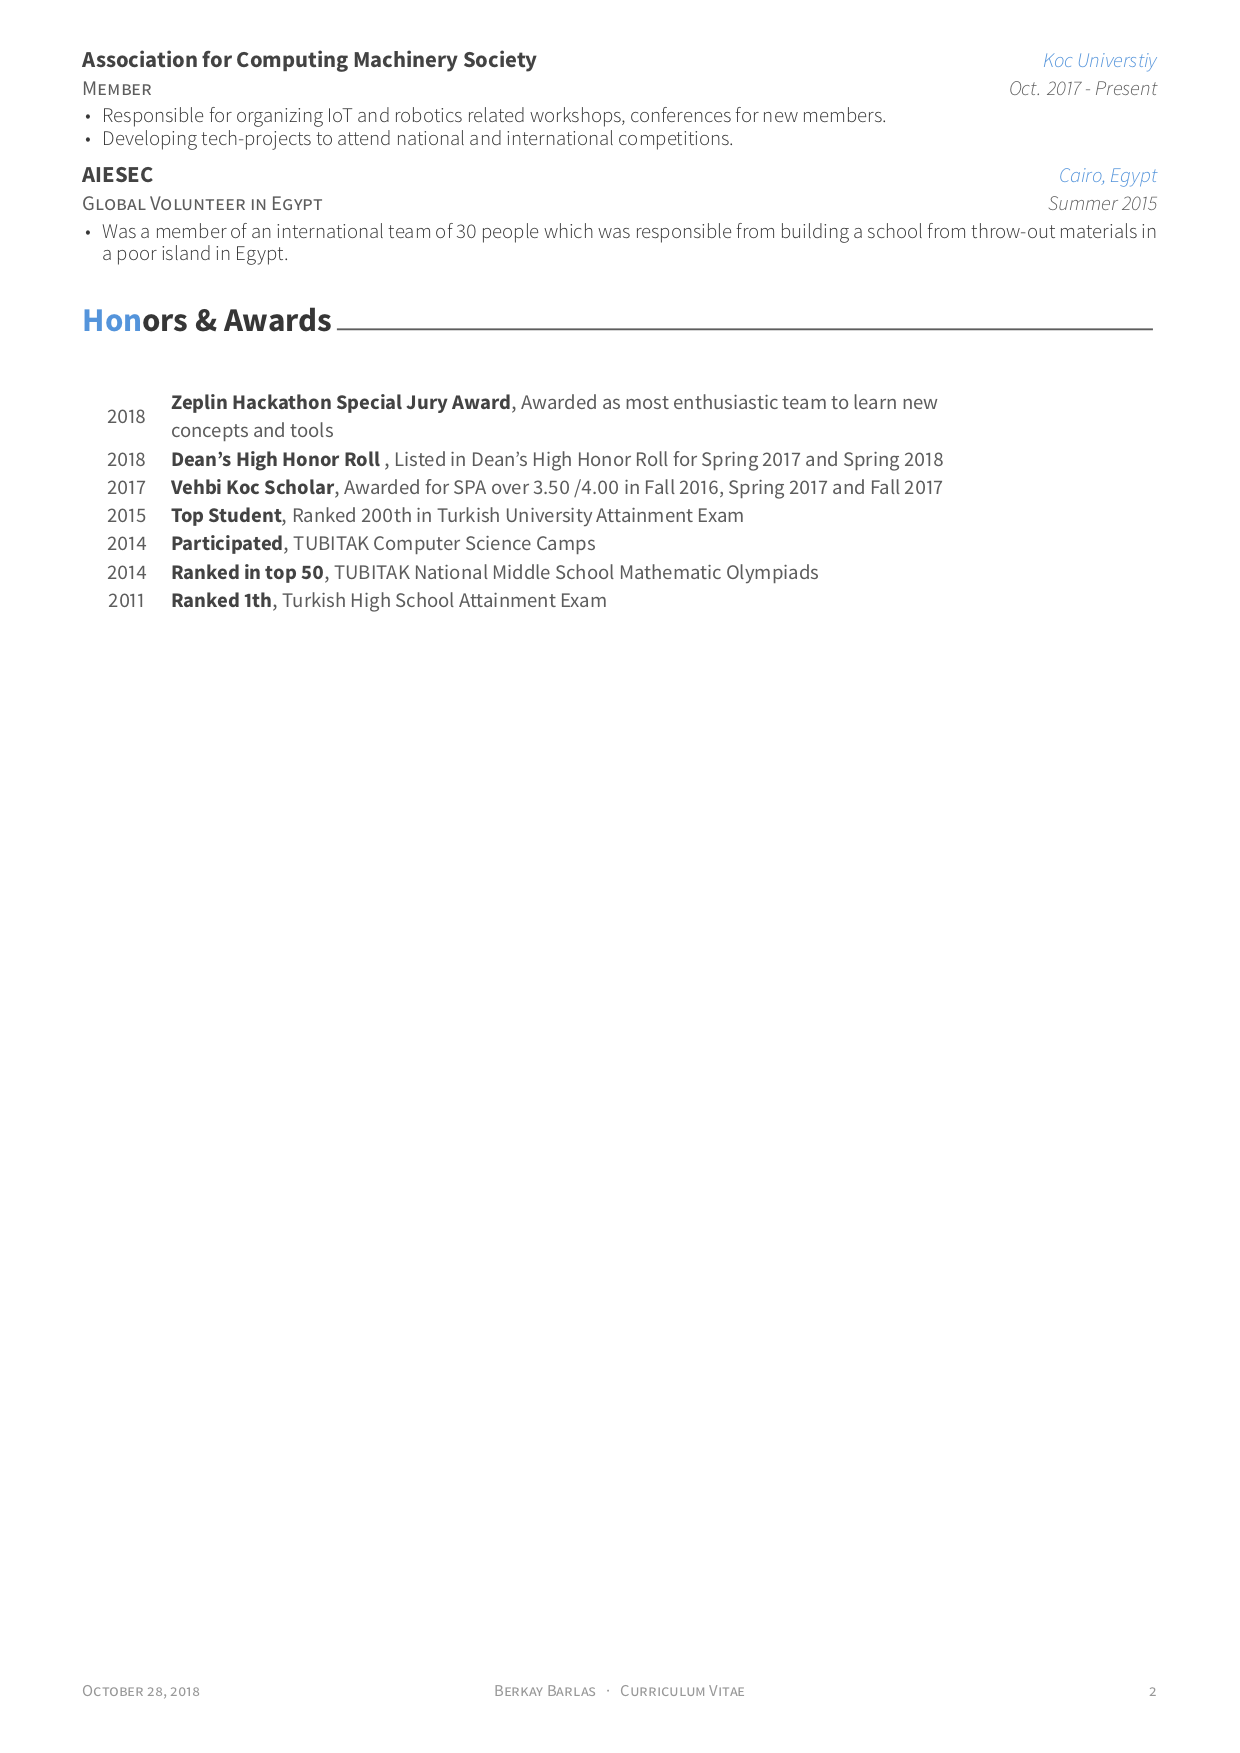 Association for Computing Machinery Society Koc Universtiy
Member Oct. 2017 - Present
• Responsible for organizing IoT and robotics related workshops, conferences for new members.
• Developing tech-projects to attend national and international competitions.
AIESEC Cairo, Egypt
Global Volunteer in Egypt Summer 2015
• Was a member of an international team of 30 people which was responsible from building a school from throw-out materials in
a poor island in Egypt.
Honors & Awards
2018 Zeplin Hackathon Special Jury Award, Awarded as most enthusiastic team to learn new
concepts and tools
2018 Dean’s High Honor Roll , Listed in Dean’s High Honor Roll for Spring 2017 and Spring 2018
2017 Vehbi Koc Scholar, Awarded for SPA over 3.50 /4.00 in Fall 2016, Spring 2017 and Fall 2017
2015 Top Student, Ranked 200th in Turkish University Attainment Exam
2014 Participated, TUBITAK Computer Science Camps
2014 Ranked in top 50, TUBITAK National Middle School Mathematic Olympiads
2011 Ranked 1th, Turkish High School Attainment Exam
October 28, 2018 Berkay Barlas · Curriculum Vitae 2